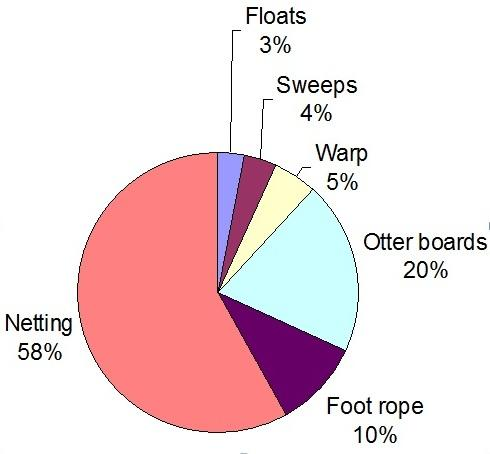 Floats
3%
Sweeps
4%
Warp
5%
Otter boards
20%
Netting
58%
Foot rope
10%